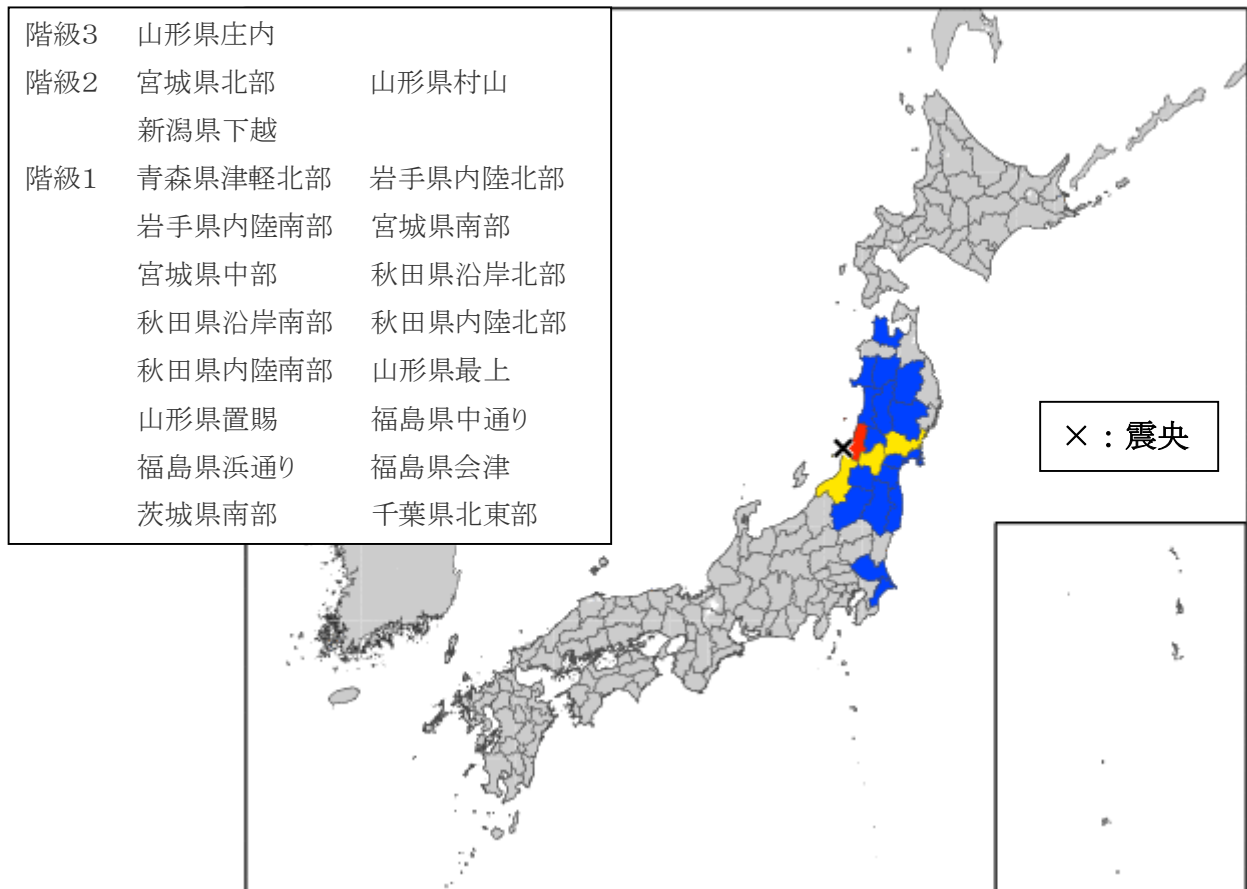 階級3 山形県庄内
階級2 宮城県北部 山形県村山
新潟県下越
階級1 青森県津軽北部 岩手県内陸北部
岩手県内陸南部 宮城県南部
宮城県中部 秋田県沿岸北部
秋田県沿岸南部 秋田県内陸北部
秋田県内陸南部 山形県最上
山形県置賜 福島県中通り
福島県浜通り 福島県会津
茨城県南部 千葉県北東部
×:震央